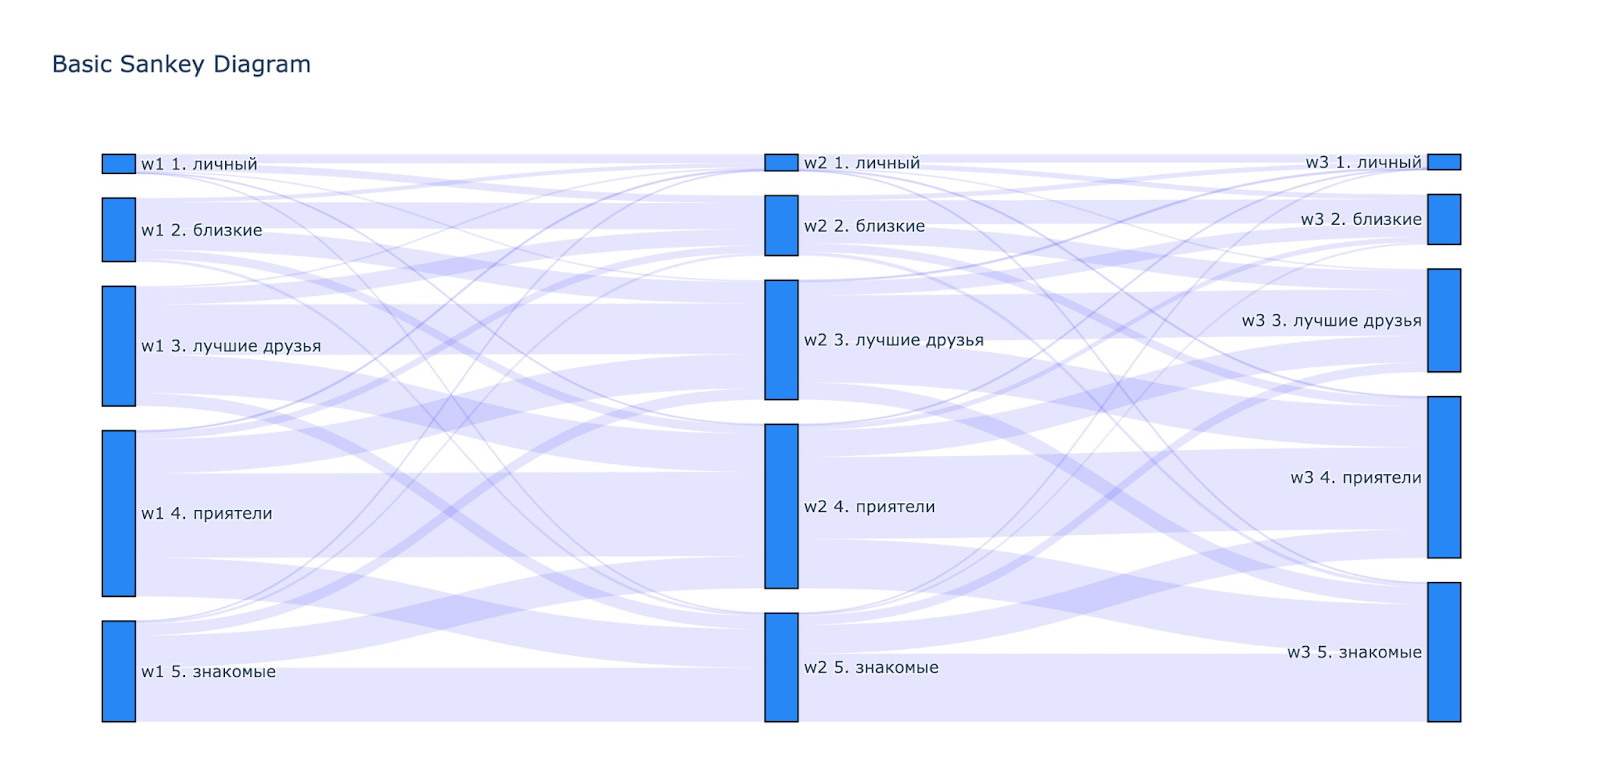 Basic Sankey Diagram
w1 1. личный
w2 1. личный
w3 1. личный
w1 2. близкие
w2 2. близкие
w3 2. близкие
w1 3. лучшие друзья
w2 3. лучшие друзья
w3 3. лучшие друзья
w1 4. приятели
w2 4. приятели
w3 4. приятели
w1 5. знакомые
w2 5. знакомые
w3 5. знакомые